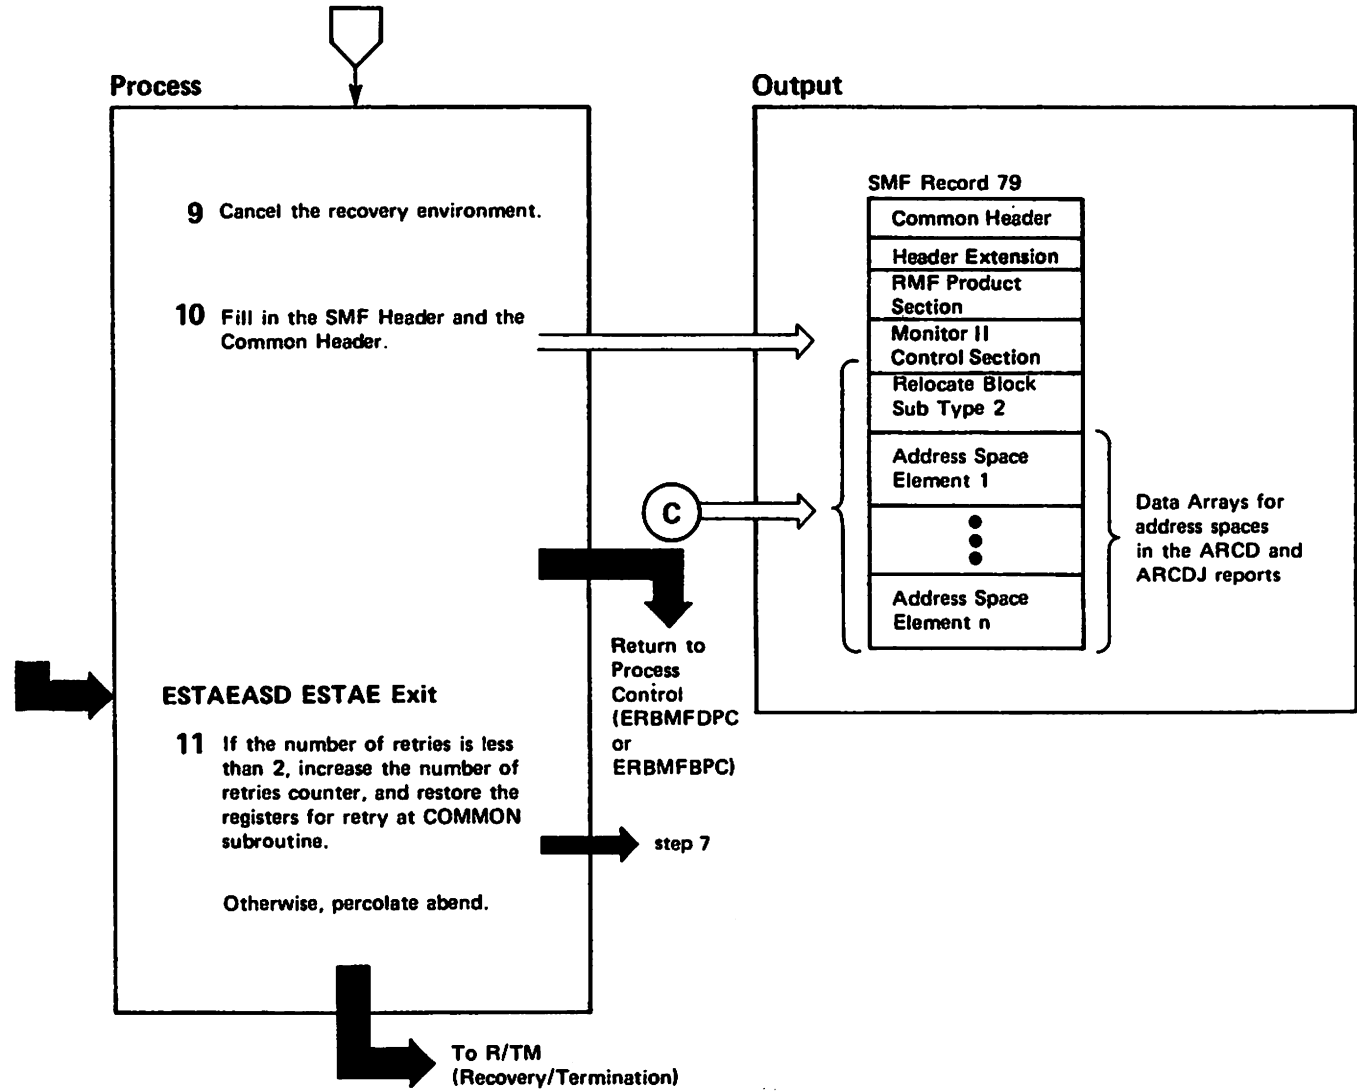 Process
9 Cancel the recovery environment.
10 Fill in the SMF Header and the
Common Header.
ESTAEASD ESTAE Exit
11 If the number of retries is less
than 2, increase the number of
retries counter, and restore the
registers for retry at COMMON
subroutine.
Otherwise, percolate abend.
To R/TM
(Recovery/Termination)
C
Return to
Process
Control
(ERBMFDPC
or
ERBMFBPC)
step 7
Output
SMF Record 79
Common Header
Header Extension
RMF Product
Section
Monitor II
Control Section
Relocate Block
Sub Type 2
Address Space
Element 1
Address Space
Element n
Data Arrays for
address spaces
in the ARCD and
ARCDJ reports